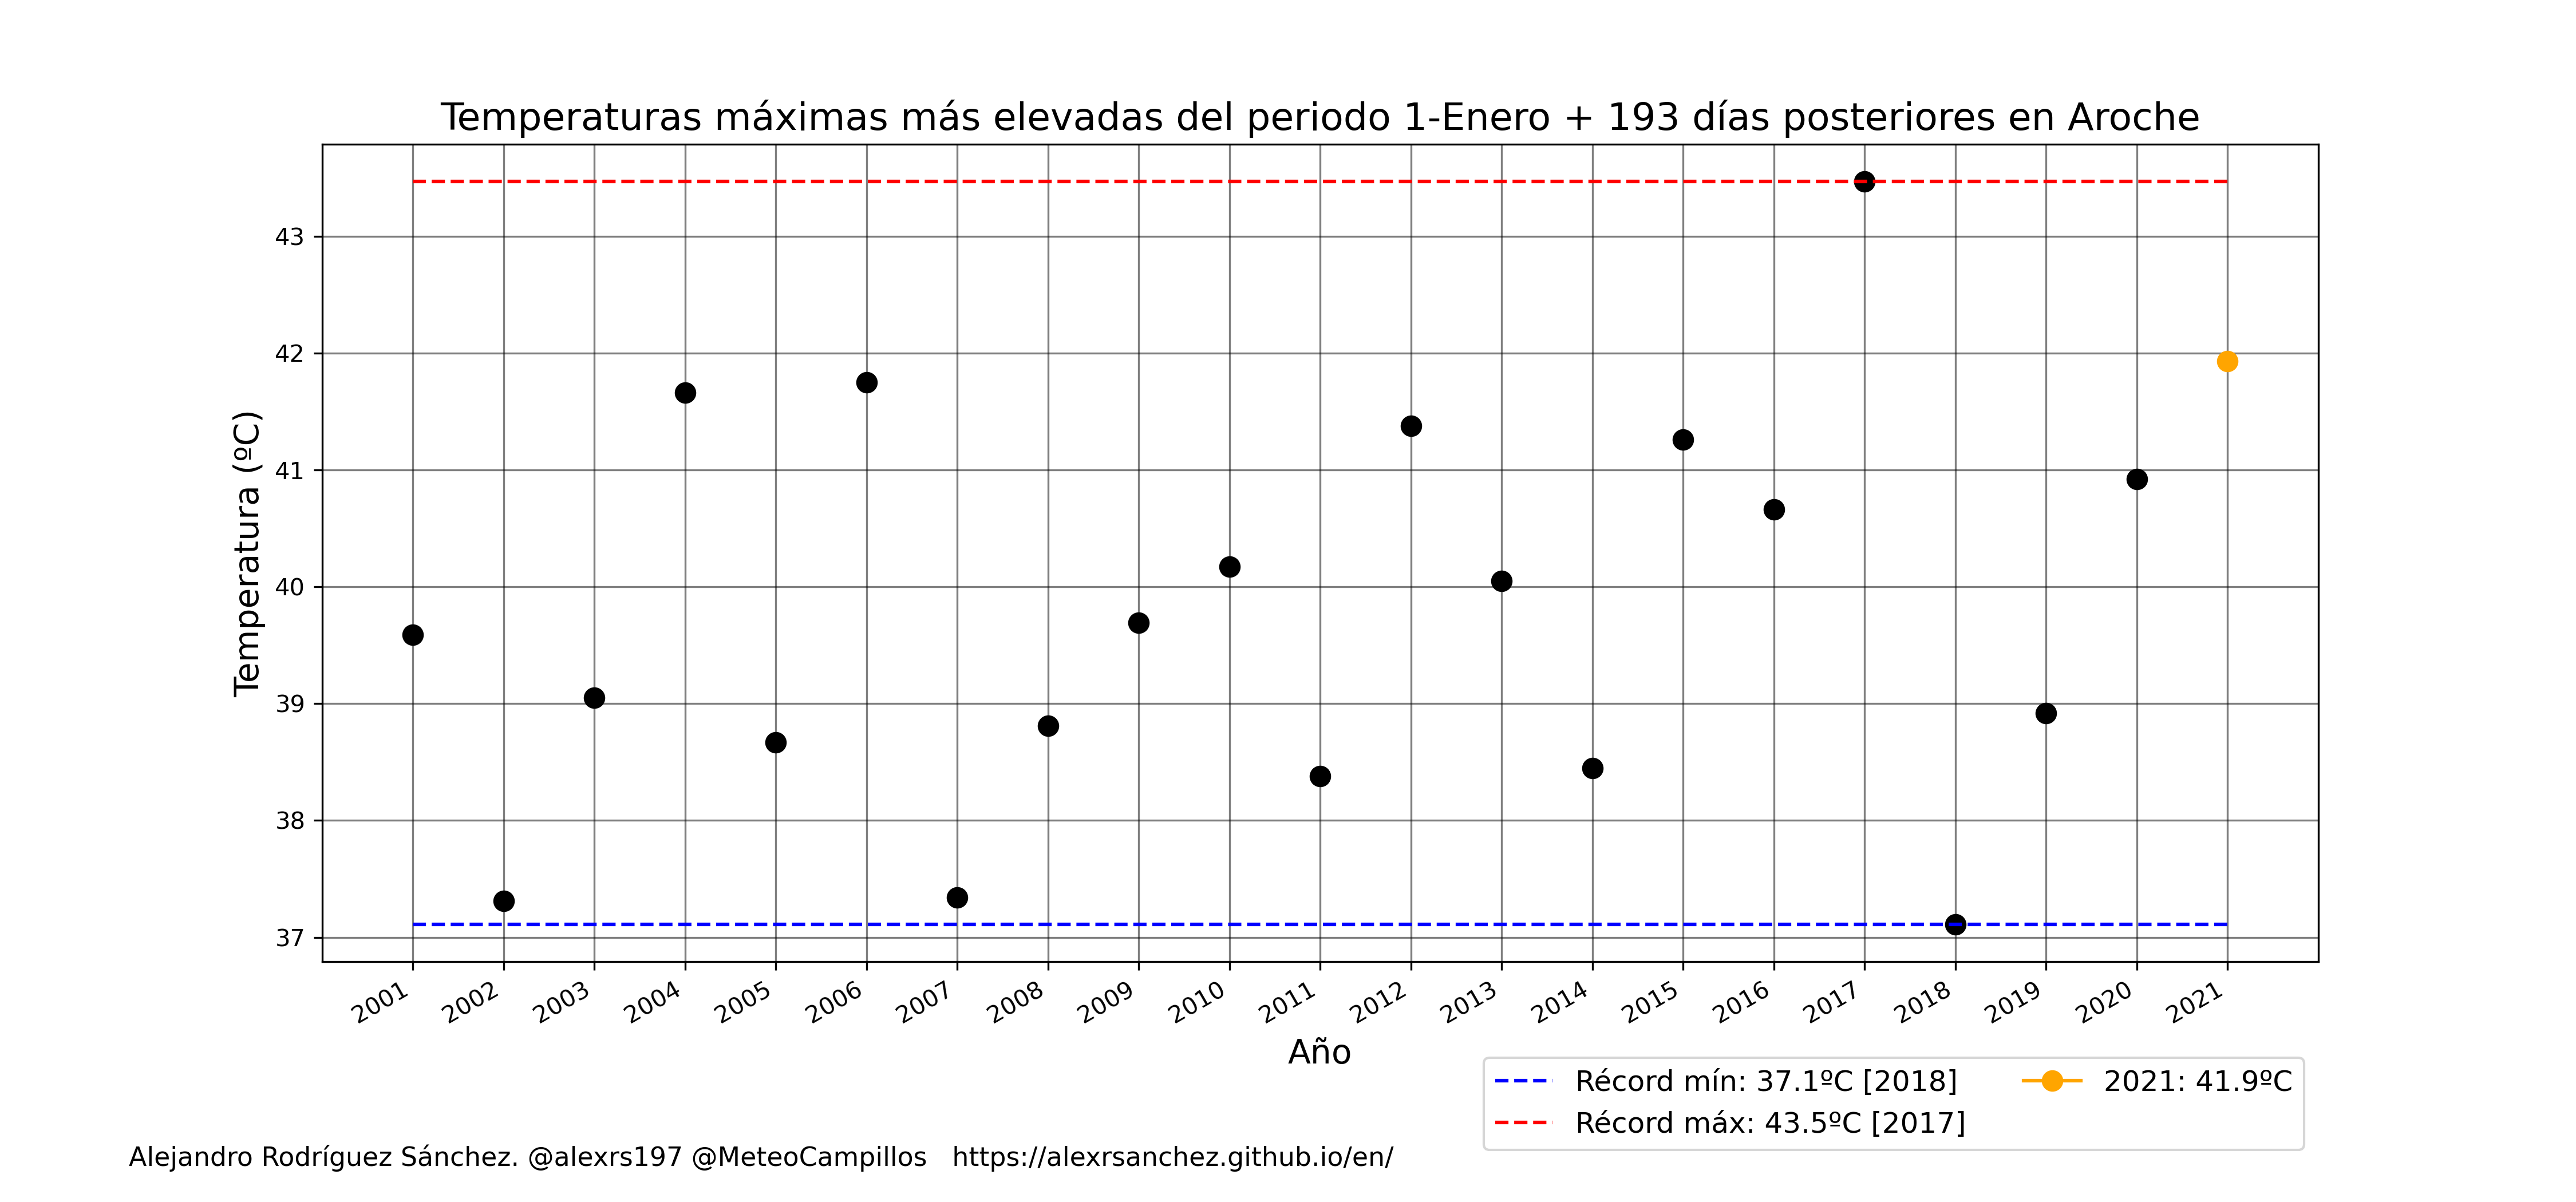 Temperaturas máximas más elevadas del periodo 1-Enero + 193 días posteriores en Aroche
Temperatura (ºC)
43
42
41
40
39
38
37
2001 2002 2003 2004 2005 2006 2007 2008 2009 2010 2011 2012 2013 2014 2015 2016 2017 2018 2019 2020 2021
Año
Récord mín: 37.1ºC [2018] 2021: 41.9ºC
Récord máx: 43.5ºC [2017]
Alejandro Rodríguez Sánchez. @alexrs197 @MeteoCampillos https://alexrsanchez.github.io/en/